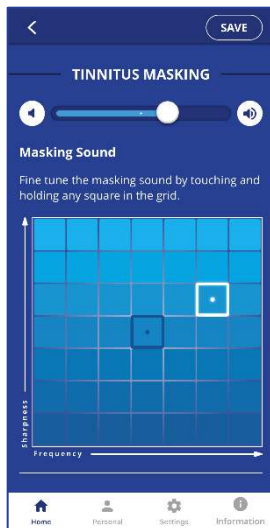 SAVE
TINNITUS MASKING
Masking Sound
Fine tune the masking sound by touching and
holding any square in the grid.
Sharpness
Frequency
Home Personal Settings Information